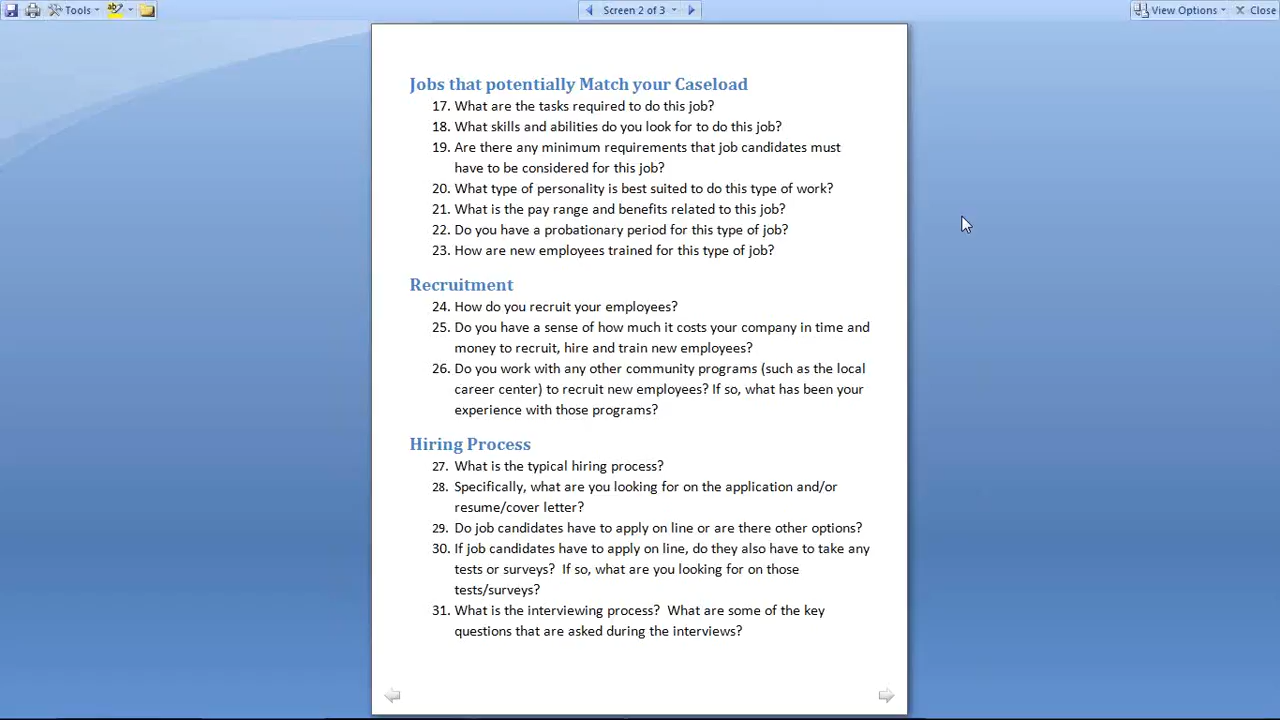 Tools
Screen 2 of 3
View Options
Close
Jobs that potentially Match your Caseload
17. What are the tasks required to do this job?
18. What skills and abilities do you look for to do this job?
19. Are there any minimum requirements that job candidates must
have to be considered for this job?
20. What type of personality is best suited to do this type of work?
21. What is the pay range and benefits related to this job?
22. Do you have a probationary period for this type of job?
23. How are new employees trained for this type of job?
Recruitment
24. How do you recruit your employees?
25. Do you have a sense of how much it costs your company in time and
money to recruit, hire and train new employees?
26. Do you work with any other community programs (such as the local
career center) to recruit new employees? If so, what has been your
experience with those programs?
Hiring Process
27. What is the typical hiring process?
28. Specifically, what are you looking for on the application and/or
resume/cover letter?
29. Do job candidates have to apply on line or are there other options?
30. If job candidates have to apply on line, do they also have to take any
tests or surveys?  If so, what are you looking for on those
tests/surveys?
31. What is the interviewing process?  What are some of the key
questions that are asked during the interviews?